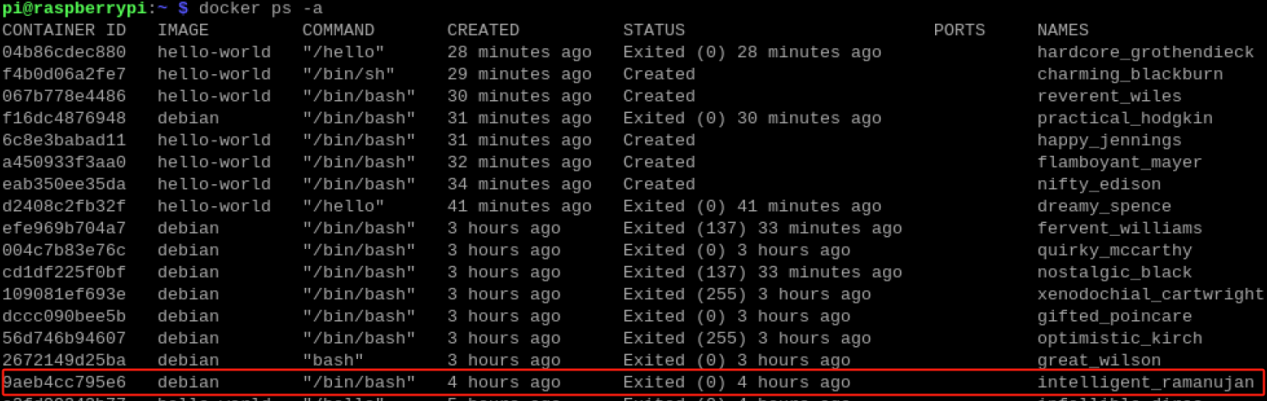 pi@raspberrypi:~ $ docker ps -a
CONTAINER ID   IMAGE         COMMAND       CREATED          STATUS                        PORTS     NAMES
04b86cdec880   hello-world   "/hello"      28 minutes ago   Exited (0) 28 minutes ago               hardcore_grothendieck
f4b0d06a2fe7   hello-world   "/bin/sh"     29 minutes ago   Created                                 charming_blackburn
067b778e4486   hello-world   "/bin/bash"   30 minutes ago   Created                                 reverent_wiles
f16dc4876948   debian        "/bin/bash"   31 minutes ago   Exited (0) 30 minutes ago               practical_hodgkin
6c8e3babad11   hello-world   "/bin/bash"   31 minutes ago   Created                                 happy_jennings
a450933f3aa0   hello-world   "/bin/bash"   32 minutes ago   Created                                 flamboyant_mayer
eab350ee35da   hello-world   "/bin/bash"   34 minutes ago   Created                                 nifty_edison
d2408c2fb32f   hello-world   "/hello"      41 minutes ago   Exited (0) 41 minutes ago               dreamy_spence
efe969b704a7   debian        "/bin/bash"   3 hours ago      Exited (137) 33 minutes ago             fervent_williams
004c7b83e76c   debian        "/bin/bash"   3 hours ago      Exited (0) 3 hours ago                  quirky_mccarthy
cd1df225f0bf   debian        "/bin/bash"   3 hours ago      Exited (137) 33 minutes ago             nostalgic_black
109081ef693e   debian        "/bin/bash"   3 hours ago      Exited (255) 3 hours ago                xenodochial_cartwright
dccc090bee5b   debian        "/bin/bash"   3 hours ago      Exited (0) 3 hours ago                  gifted_poincare
56d746b94607   debian        "/bin/bash"   3 hours ago      Exited (255) 3 hours ago                optimistic_kirch
2672149d25ba   debian        "bash"        3 hours ago      Exited (0) 3 hours ago                  great_wilson
9aeb4cc795e6   debian        "/bin/bash"   4 hours ago      Exited (0) 4 hours ago                  intelligent_ramanujan